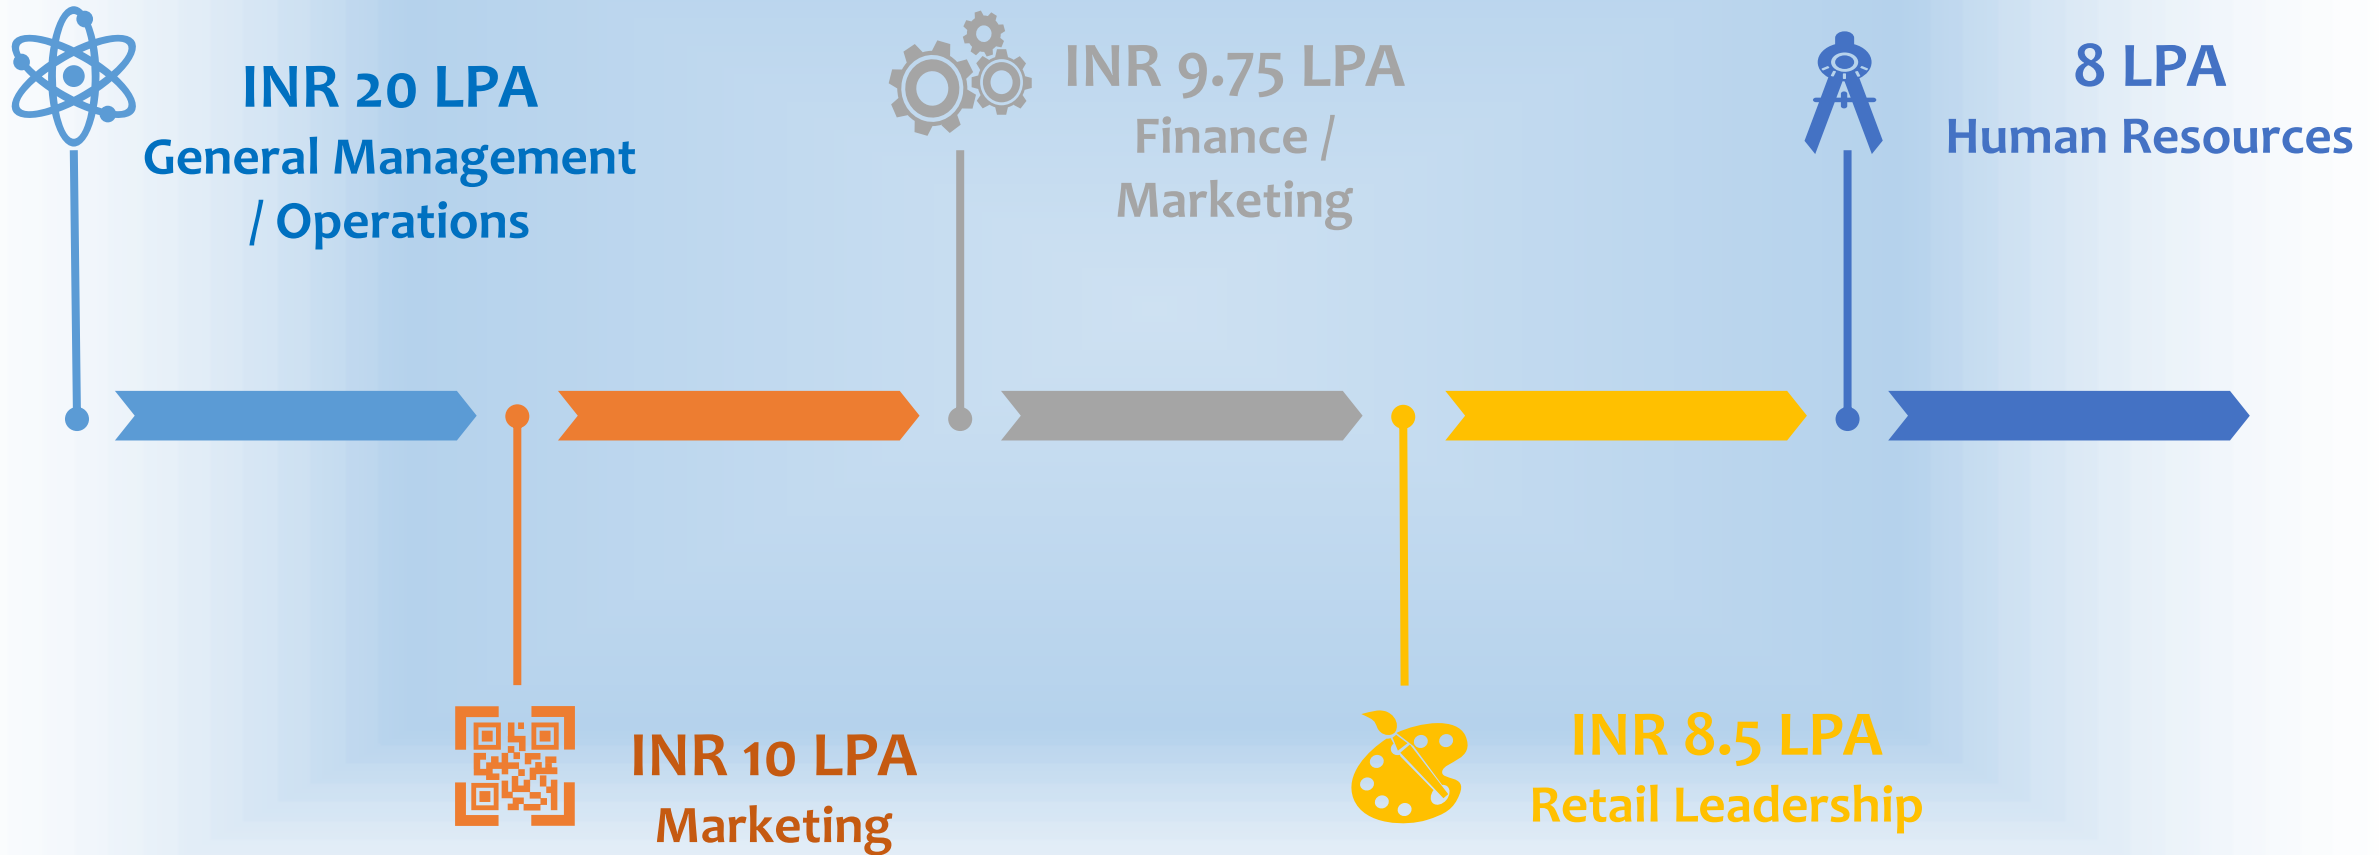 INR 20 LPA
General Management
/ Operations
INR 10 LPA
Marketing
INR 9.75 LPA
Finance /
Marketing
INR 8.5 LPA
Retail Leadership
8 LPA
Human Resources